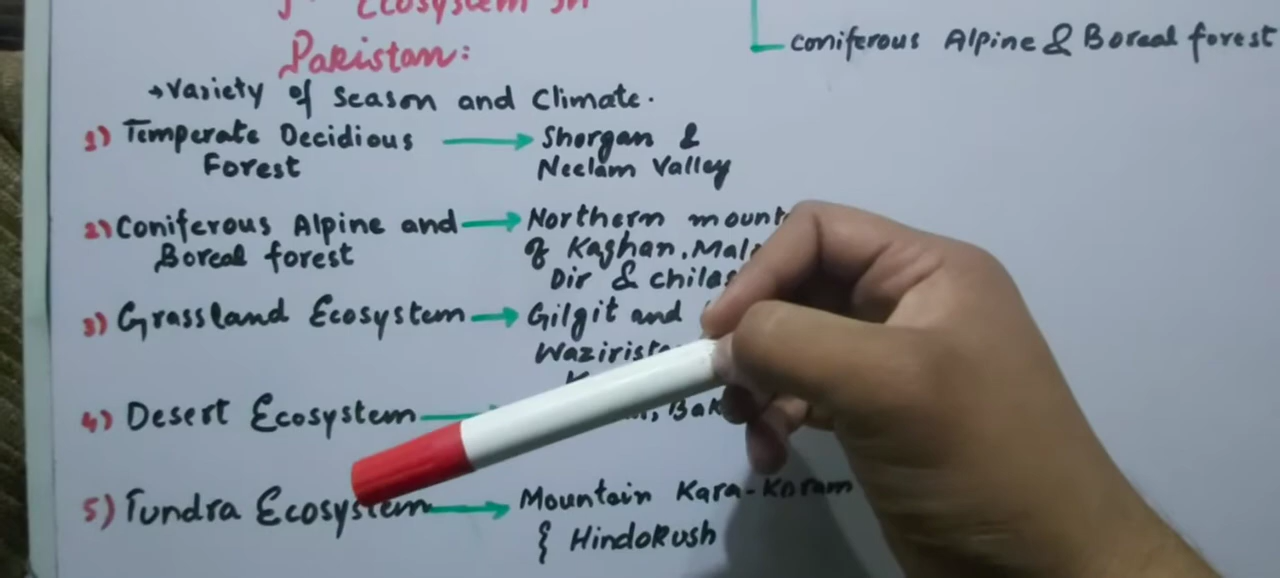 Ecosystem in
Pakistan:
→ Variety of Season and Climate.
1) Temperate Decidious → Shorgan &
Forest Neelam Valley
2) Coniferous Alpine and → Northern
Boreal forest of Kaghan,
Dir &
3) Grassland Ecosystem → Gilgit and
4) Desert Ecosystem
5) Tundra Ecosystem → Mountain Kara-Koram
{ HindoKush
coniferous Alpine & Boreal forest